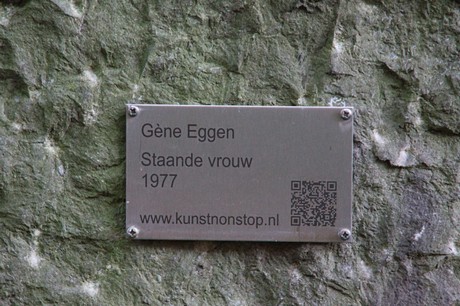 Gène Eggen
Staande vrouw
1977
www.kunstnonstop.nl